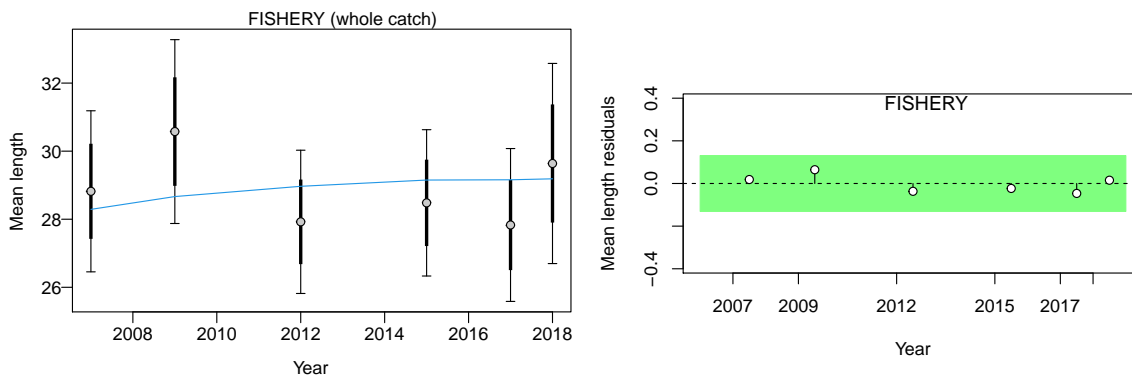 FISHERY (whole catch)
Mean length
32
30
28
26
2008 2010 2012 2014 2016 2018
Year
FISHERY
Mean length residuals
0.4
0.2
0.0
−0.4
2007 2009 2012 2015 2017
Year